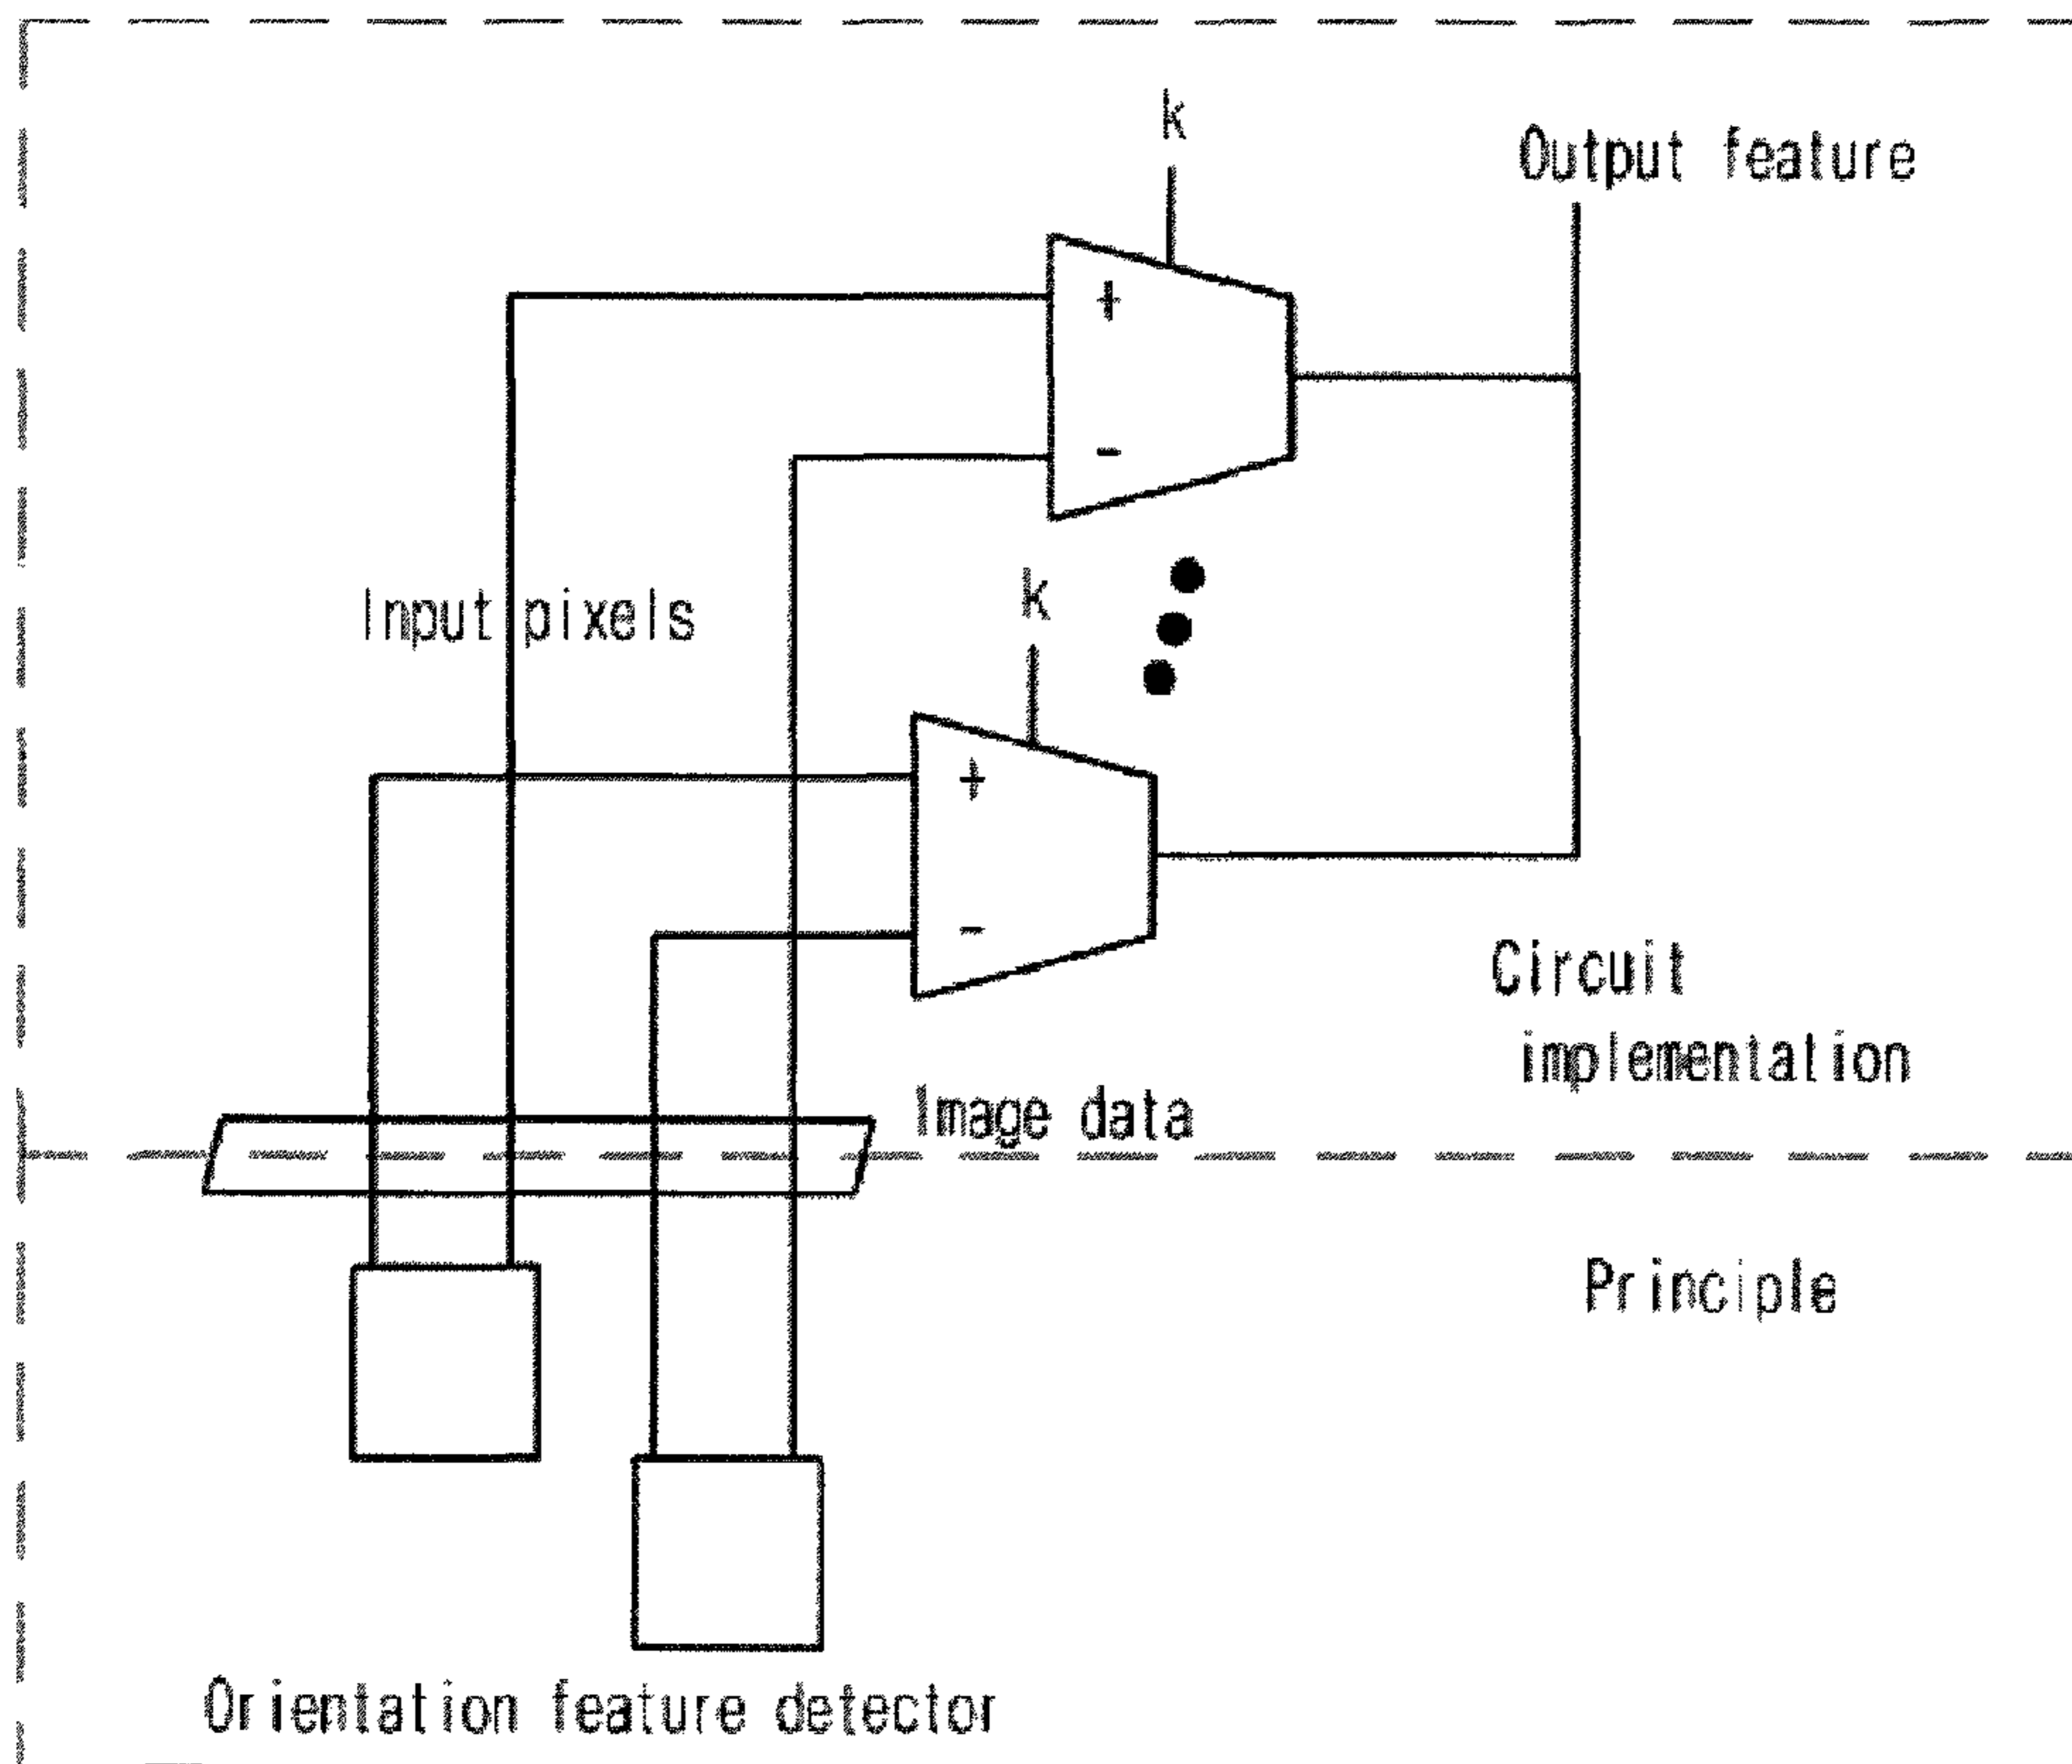 k
Output feature
+
-
Input pixels
k
+
-
Circuit
implementation
Image data
Principle
Orientation feature detector